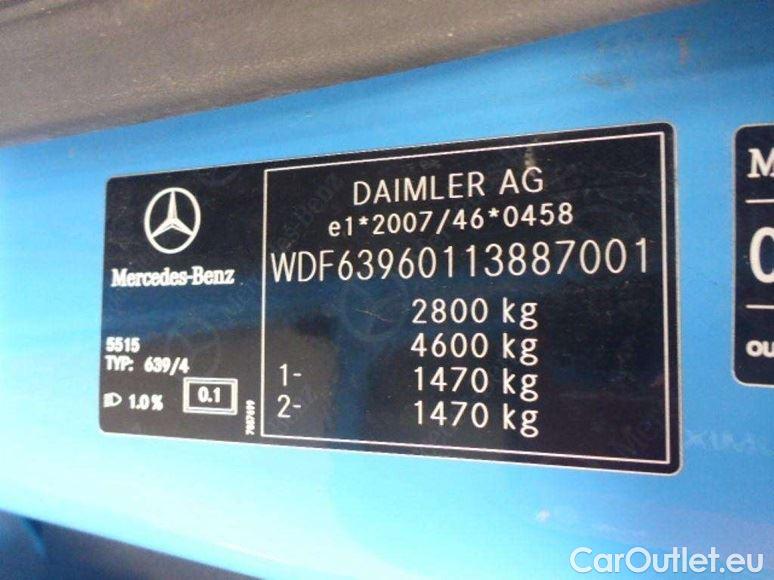 Mercedes-Benz
5515
TYP: 639/4
1.0 %
0.1
DAIMLER AG
e1*2007/46*0458
WDF63960113887001
2800 kg
4600 kg
1- 1470 kg
2- 1470 kg
CarOutlet.eu